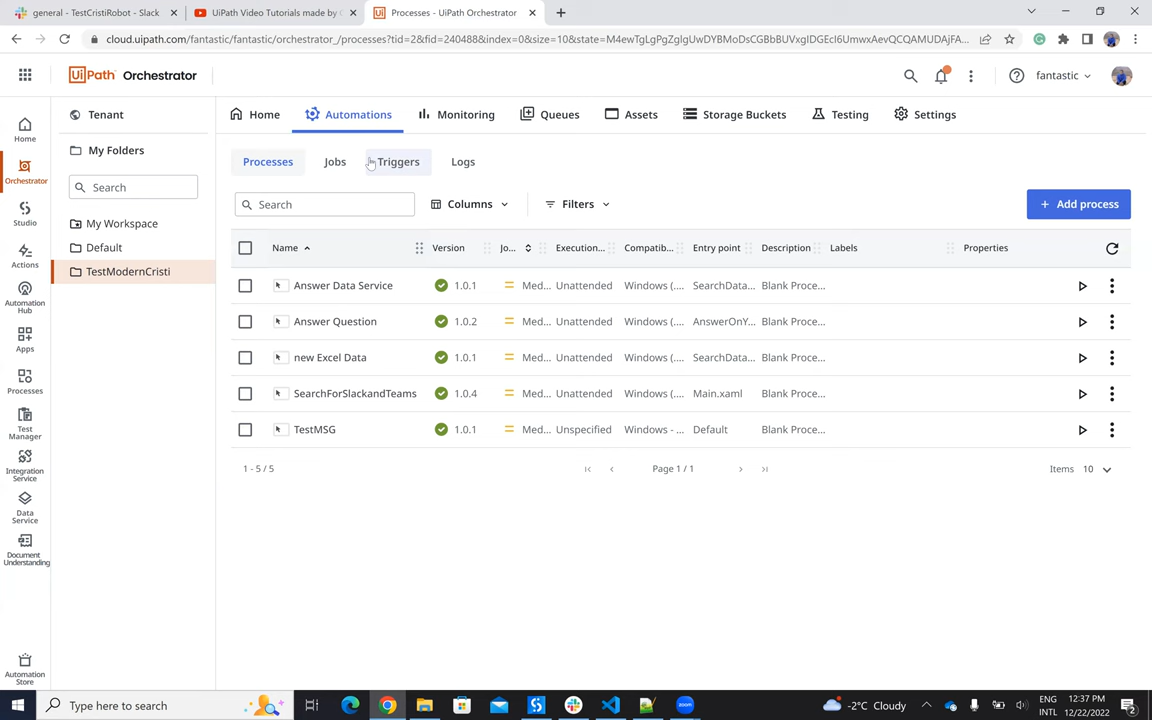 general - TestCristiRobot - Slack
UiPath Video Tutorials made by C
Processes - UiPath Orchestrator
cloud.uipath.com/fantastic/fantastic/orchestrator_/processes?tid=2&fid=240488&index=0&size=10&state=M4ewTgLgPgZglgUwDYBMoDsCGBbBUVxgIDGEcI6UmwxAevQCQAMUDAjFA...
UiPath Orchestrator
fantastic
Tenant
My Folders
Search
My Workspace
Default
TestModernCristi
Home
Orchestrator
Studio
Actions
Automation
Hub
Apps
Processes
Test
Manager
Integration
Service
Data
Service
Document
Understanding
Automation
Store
Home
Automations
Monitoring
Queues
Assets
Storage Buckets
Testing
Settings
Processes
Jobs
Triggers
Logs
Search
Columns
Filters
+ Add process
Name Version Jo... Execution... Compatib... Entry point Description Labels Properties
Answer Data Service 1.0.1 Med... Unattended Windows (.... SearchData... Blank Proce...
Answer Question 1.0.2 Med... Unattended Windows (.... AnswerOnY... Blank Proce...
new Excel Data 1.0.1 Med... Unattended Windows (.... SearchData... Blank Proce...
SearchForSlackandTeams 1.0.4 Med... Unattended Windows (.... Main.xaml Blank Proce...
TestMSG 1.0.1 Med... Unspecified Windows - ... Default Blank Proce...
1 - 5 / 5
Page 1 / 1
Items 10
Type here to search
-2°C Cloudy
ENG
INTL
12:37 PM
12/22/2022
2